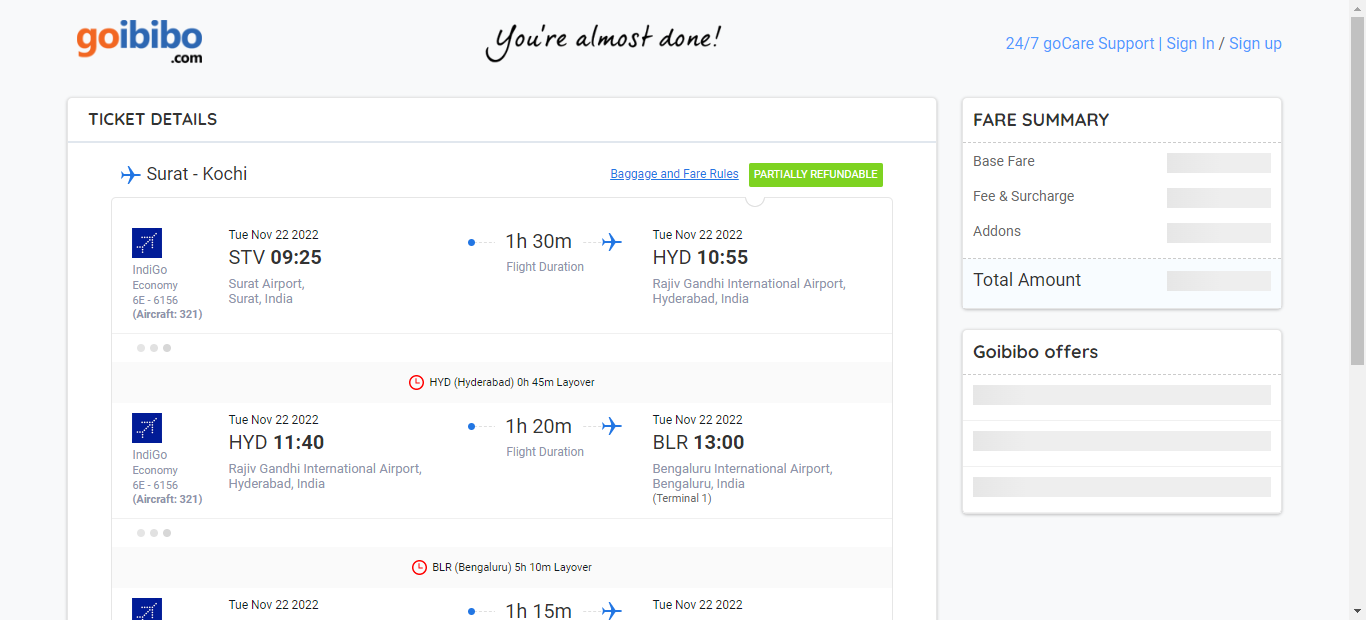 goibibo
.com
You're almost done!
24/7 goCare Support | Sign In / Sign up
TICKET DETAILS
Surat - Kochi
Baggage and Fare Rules
PARTIALLY REFUNDABLE
IndiGo
Economy
6E - 6156
(Aircraft: 321)
Tue Nov 22 2022
STV 09:25
Surat Airport,
Surat, India
1h 30m
Flight Duration
Tue Nov 22 2022
HYD 10:55
Rajiv Gandhi International Airport,
Hyderabad, India
HYD (Hyderabad) 0h 45m Layover
IndiGo
Economy
6E - 6156
(Aircraft: 321)
Tue Nov 22 2022
HYD 11:40
Rajiv Gandhi International Airport,
Hyderabad, India
1h 20m
Flight Duration
Tue Nov 22 2022
BLR 13:00
Bengaluru International Airport,
Bengaluru, India
(Terminal 1)
BLR (Bengaluru) 5h 10m Layover
Tue Nov 22 2022
1h 15m
Tue Nov 22 2022
FARE SUMMARY
Base Fare
Fee & Surcharge
Addons
Total Amount
Goibibo offers